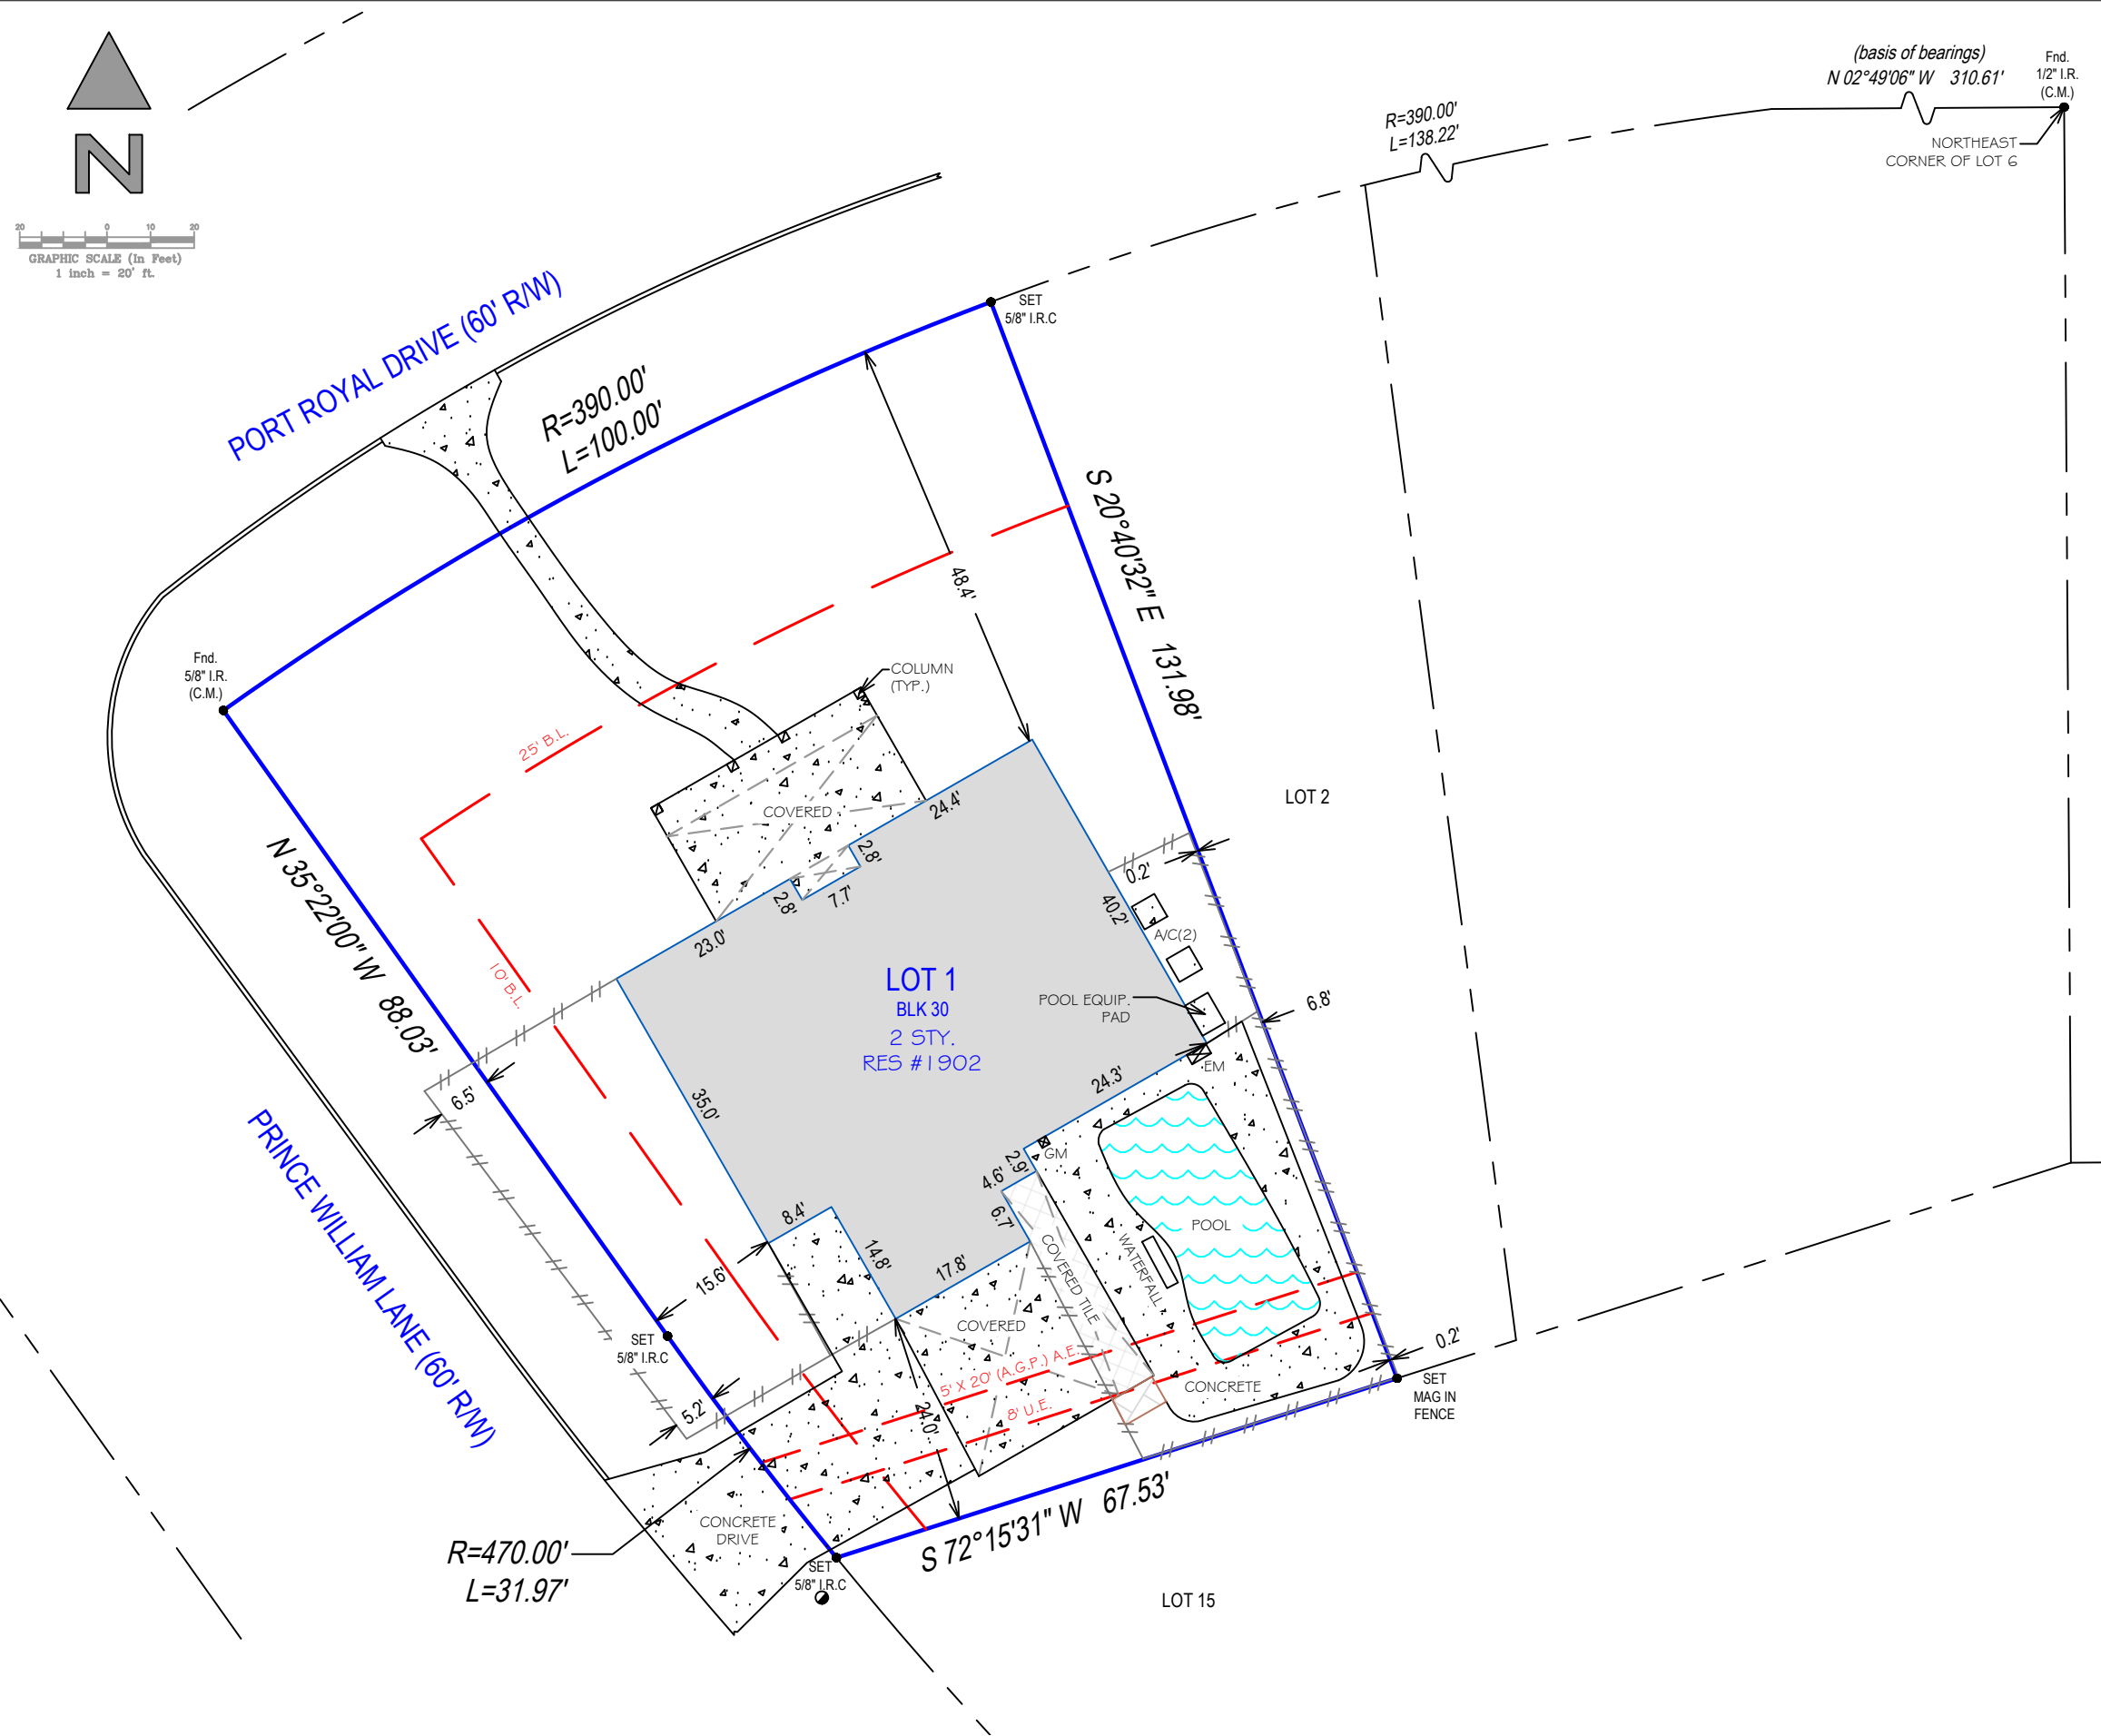 (basis of bearings)
N 02°49'06" W 310.61'
Fnd.
1/2" I.R.
(C.M.)
NORTHEAST
CORNER OF LOT 6
R=390.00'
L=138.22'
N
20 0 10 20
GRAPHIC SCALE (In Feet)
1 inch = 20' ft.
PORT ROYAL DRIVE (60' R/W)
SET
5/8" I.R.C
R=390.00'
L=100.00'
S 20°40'32" E 131.98'
48.4'
Fnd.
5/8" I.R.
(C.M.)
COLUMN
(TYP.)
25' B.L.
COVERED
24.4'
2.8'
7.7'
2.8'
23.0'
LOT 2
0.2'
40.2'
A/C(2)
N 35°22'00" W 88.03'
10' B.L.
LOT 1
BLK 30
2 STY.
RES #1902
POOL EQUIP.
PAD
6.8'
EM
24.3'
6.5'
35.0'
GM
2.9'
4.6'
6.7'
8.4'
14.8'
17.8'
POOL
WATERFALL
COVERED TILE
PRINCE WILLIAM LANE (60' R/W)
15.6'
SET
5/8" I.R.C
COVERED
5' X 20' (A.G.P.) A.E.
8' U.E.
CONCRETE
0.2'
SET
MAG IN
FENCE
5.2'
24.0'
CONCRETE
DRIVE
S 72°15'31" W 67.53'
R=470.00'
L=31.97'
SET
5/8" I.R.C
LOT 15